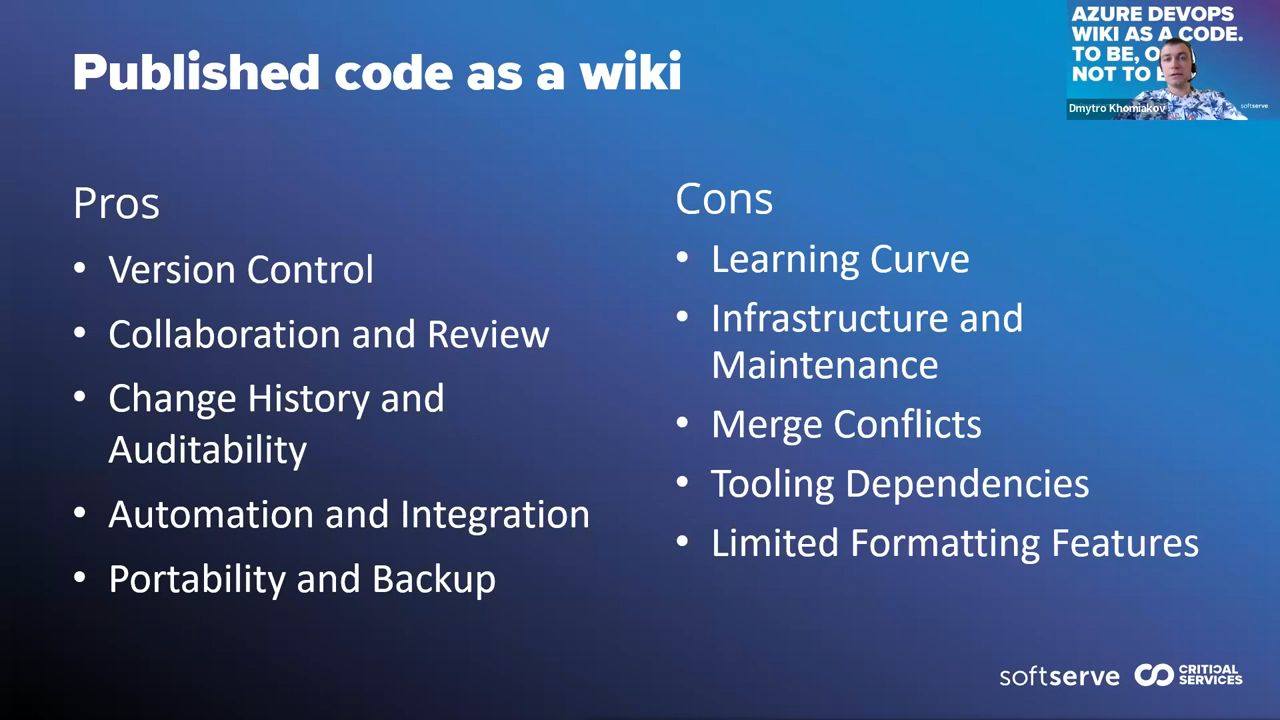 Published code as a wiki
AZURE DEVOPS
WIKI AS A CODE.
TO BE, O
NOT TO B
Dmytro Khomiakov
softserve
Pros
• Version Control
• Collaboration and Review
• Change History and
Auditability
• Automation and Integration
• Portability and Backup
Cons
• Learning Curve
• Infrastructure and
Maintenance
• Merge Conflicts
• Tooling Dependencies
• Limited Formatting Features
softserve
CRITICAL
SERVICES